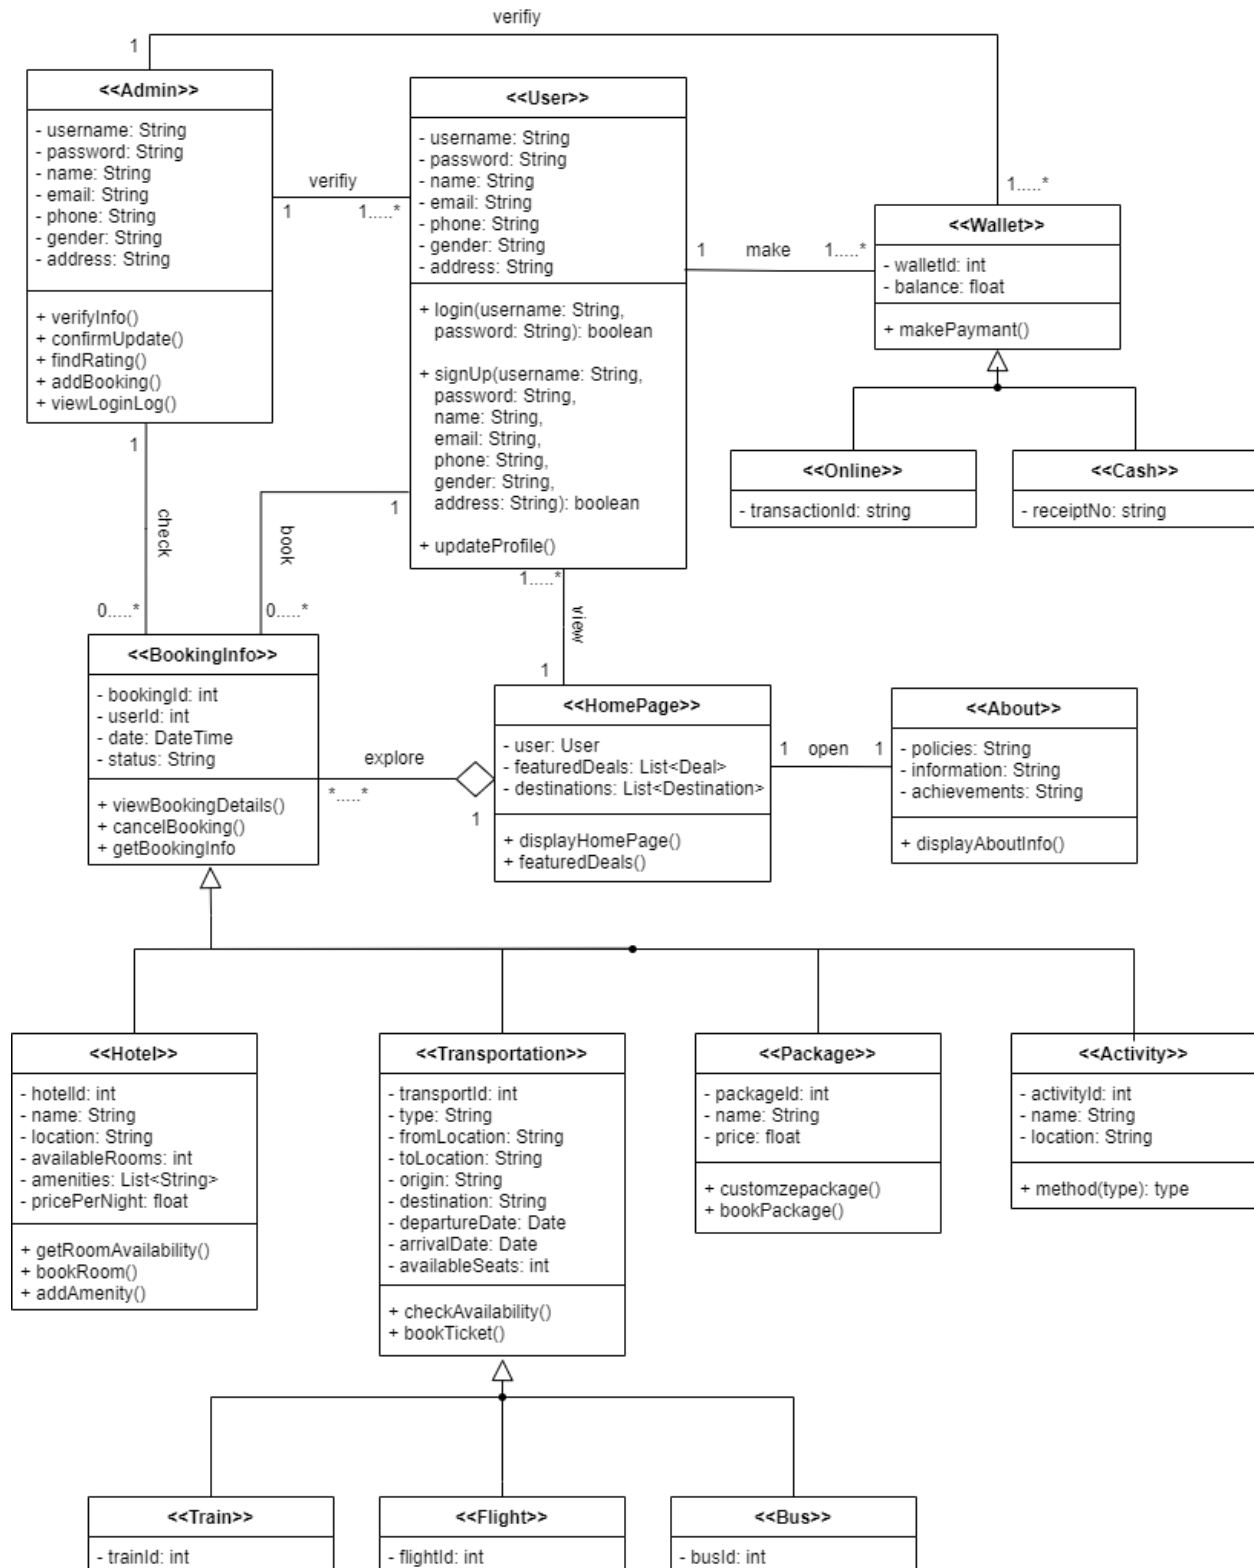 verifiy
1
<<Admin>>
- username: String
- password: String
- name: String
- email: String
- phone: String
- gender: String
- address: String
+ verifyInfo()
+ confirmUpdate()
+ findRating()
+ addBooking()
+ viewLoginLog()
verifiy
1
1.....*
<<User>>
- username: String
- password: String
- name: String
- email: String
- phone: String
- gender: String
- address: String
+ login(username: String,
password: String): boolean
+ signUp(username: String,
password: String,
name: String,
email: String,
phone: String,
gender: String,
address: String): boolean
+ updateProfile()
1 make 1.....*
1.....*
<<Wallet>>
- walletId: int
- balance: float
+ makePaymant()
<<Online>>
- transactionId: string
<<Cash>>
- receiptNo: string
1
check
0.....*
1
book
0.....*
1.....*
view
1
<<BookingInfo>>
- bookingId: int
- userId: int
- date: DateTime
- status: String
+ viewBookingDetails()
+ cancelBooking()
+ getBookingInfo
explore
*.....*
1
<<HomePage>>
- user: User
- featuredDeals: List<Deal>
- destinations: List<Destination>
+ displayHomePage()
+ featuredDeals()
1 open 1
<<About>>
- policies: String
- information: String
- achievements: String
+ displayAboutInfo()
<<Hotel>>
- hotelId: int
- name: String
- location: String
- availableRooms: int
- amenities: List<String>
- pricePerNight: float
+ getRoomAvailability()
+ bookRoom()
+ addAmenity()
<<Transportation>>
- transportId: int
- type: String
- fromLocation: String
- toLocation: String
- origin: String
- destination: String
- departureDate: Date
- arrivalDate: Date
- availableSeats: int
+ checkAvailability()
+ bookTicket()
<<Package>>
- packageId: int
- name: String
- price: float
+ customzepackage()
+ bookPackage()
<<Activity>>
- activityId: int
- name: String
- location: String
+ method(type): type
<<Train>>
- trainId: int
<<Flight>>
- flightId: int
<<Bus>>
- busId: int